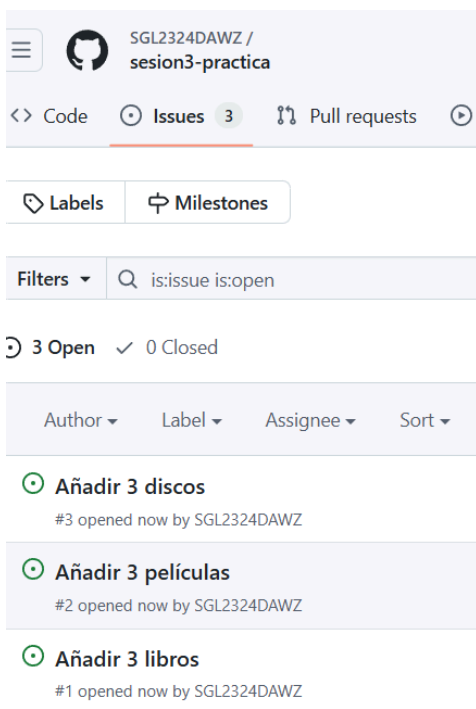 SGL2324DAWZ /
sesion3-practica
<> Code Issues 3 Pull requests
Labels Milestones
Filters is:issue is:open
3 Open 0 Closed
Author Label Assignee Sort
Añadir 3 discos
#3 opened now by SGL2324DAWZ
Añadir 3 películas
#2 opened now by SGL2324DAWZ
Añadir 3 libros
#1 opened now by SGL2324DAWZ